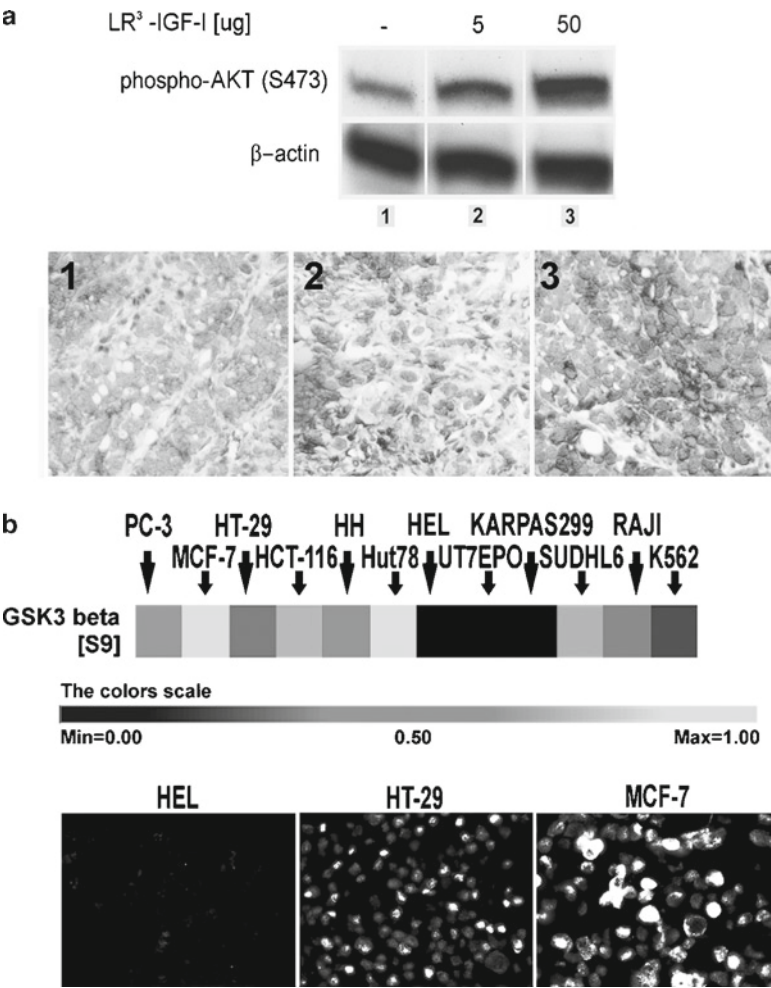 a
LR³ -IGF-I [ug] - 5 50
phospho-AKT (S473)
β–actin
1 2 3
1 2 3
b
PC-3 HT-29 HH HEL KARPAS299 RAJI
MCF-7 HCT-116 Hut78 UT7EPO SUDHL6 K562
GSK3 beta
[S9]
The colors scale
Min=0.00 0.50 Max=1.00
HEL HT-29 MCF-7